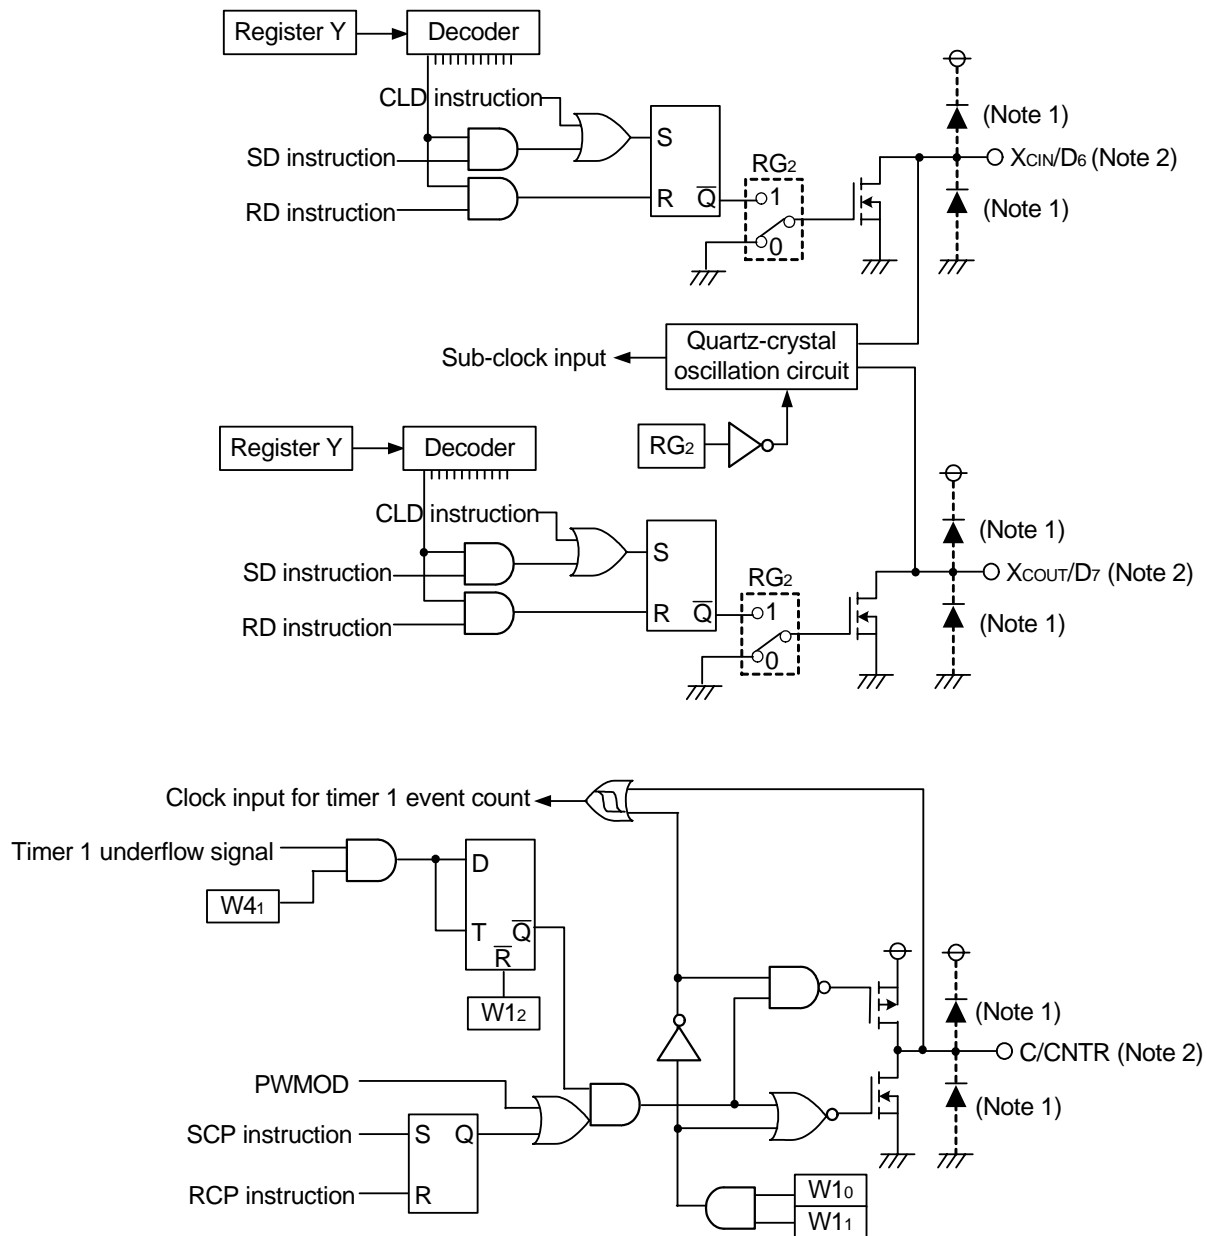 Register Y
Decoder
CLD instruction
SD instruction
RD instruction
S
R
Q
RG2
1
0
(Note 1)
XCIN/D6 (Note 2)
(Note 1)
Sub-clock input
Quartz-crystal
oscillation circuit
RG2
Register Y
Decoder
CLD instruction
SD instruction
RD instruction
S
R
Q
RG2
1
0
(Note 1)
XCOUT/D7 (Note 2)
(Note 1)
Clock input for timer 1 event count
Timer 1 underflow signal
W41
D
T
Q
R
W12
PWMOD
SCP instruction
RCP instruction
S
Q
R
(Note 1)
C/CNTR (Note 2)
(Note 1)
W10
W11